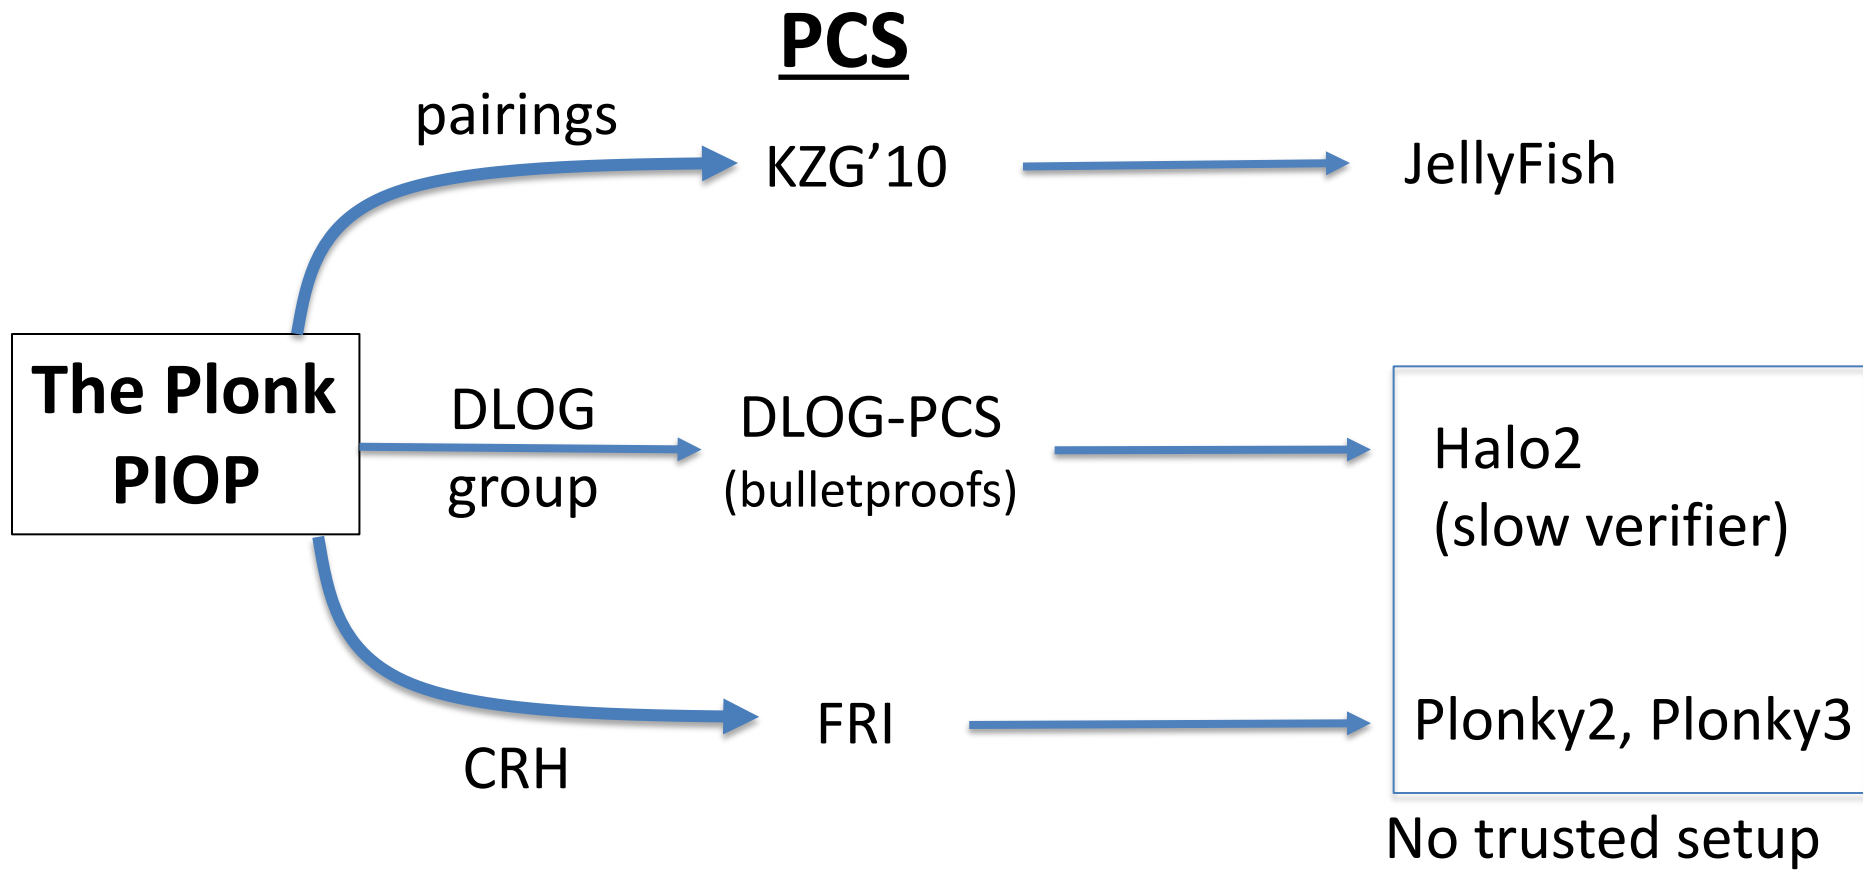 PCS
pairings
KZG’10
JellyFish
The Plonk
PIOP
DLOG
group
DLOG-PCS
(bulletproofs)
Halo2
(slow verifier)
CRH
FRI
Plonky2, Plonky3
No trusted setup